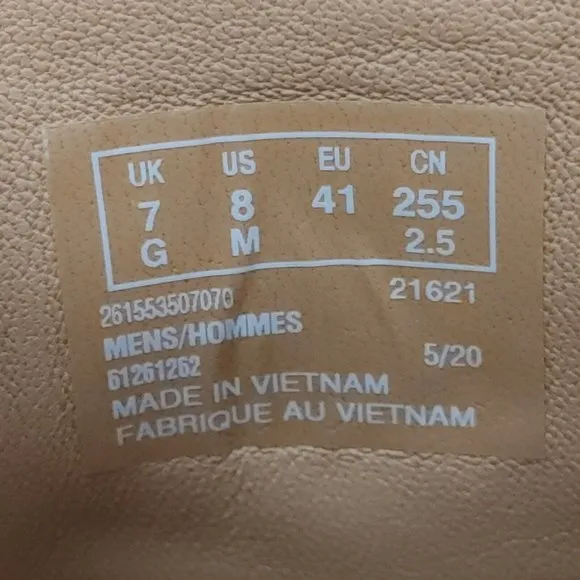 UK US EU CN
7 8 41 255
G M 2.5
261553507070 21621
MENS/HOMMES
61261262 5/20
MADE IN VIETNAM
FABRIQUE AU VIETNAM